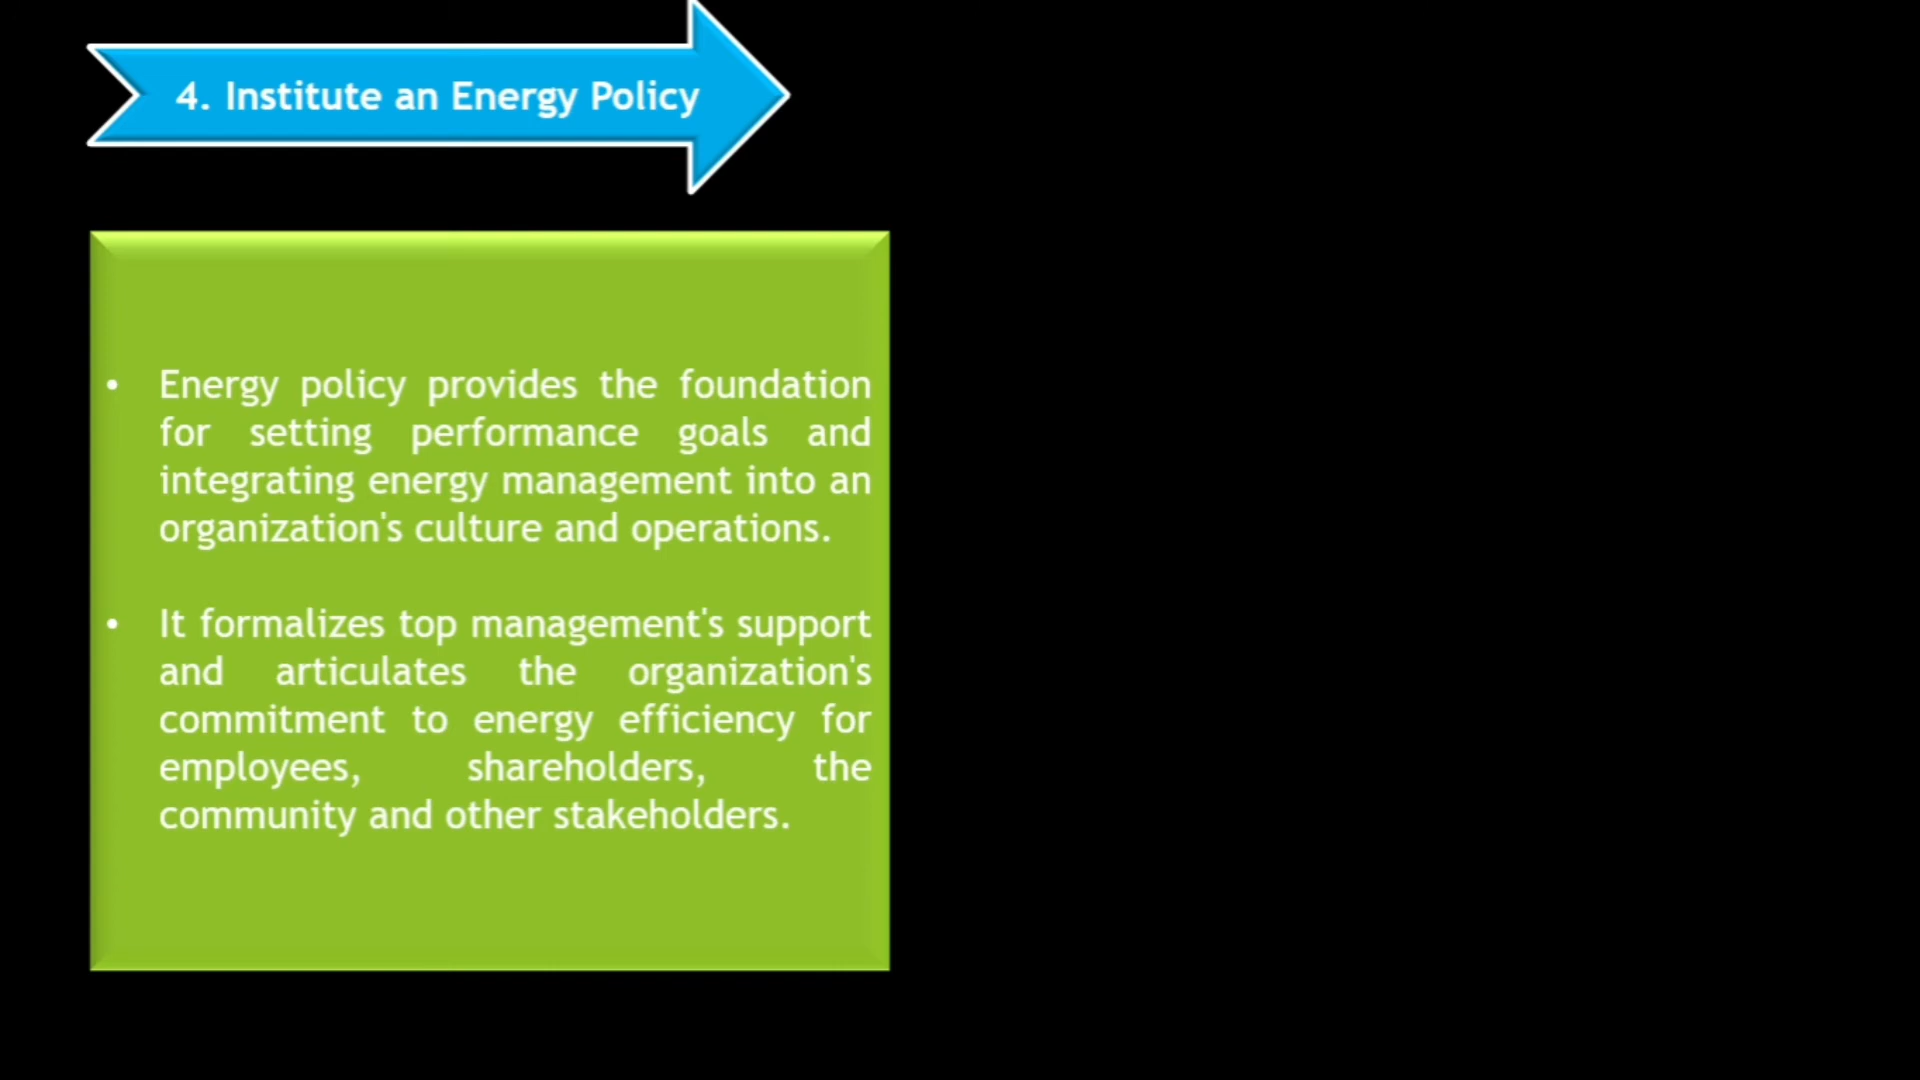 4. Institute an Energy Policy
• Energy policy provides the foundation
for setting performance goals and
integrating energy management into an
organization's culture and operations.
• It formalizes top management's support
and articulates the organization's
commitment to energy efficiency for
employees, shareholders, the
community and other stakeholders.